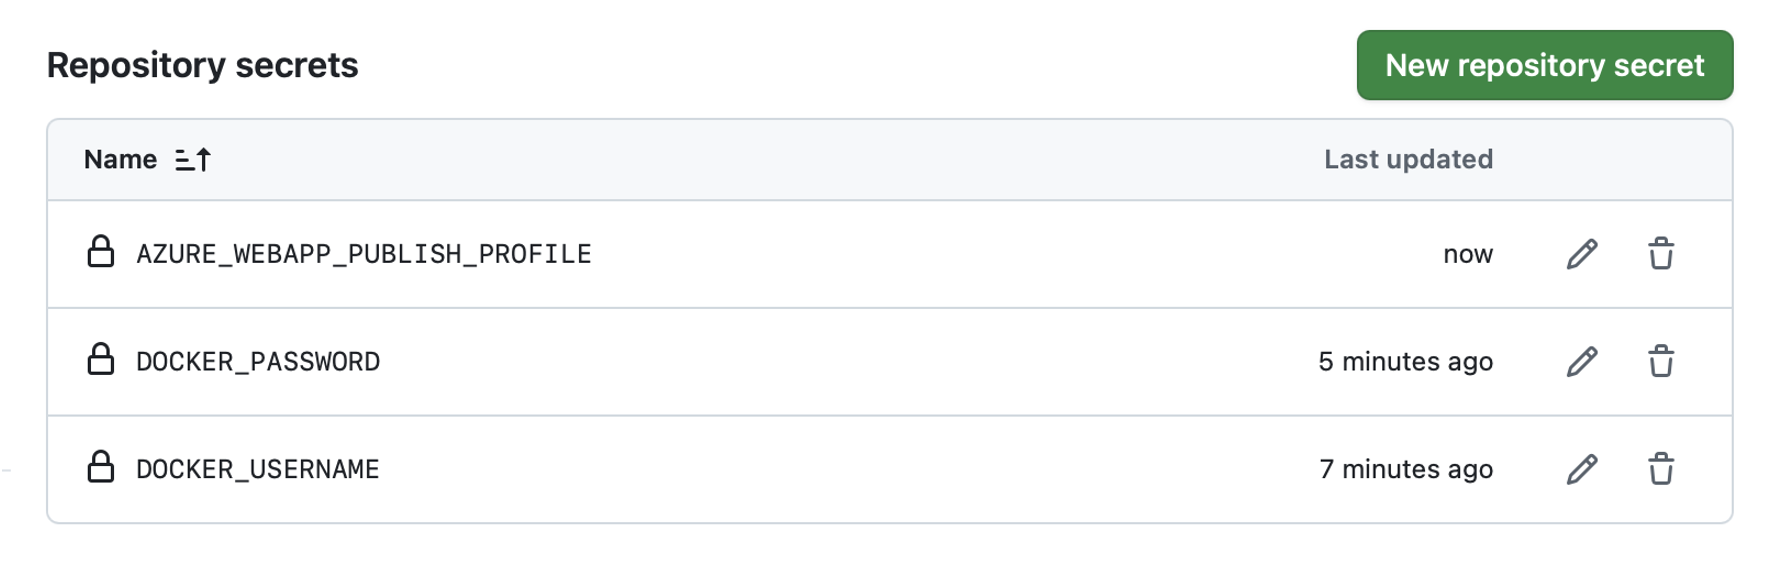 Repository secrets
New repository secret
Name
Last updated
AZURE_WEBAPP_PUBLISH_PROFILE
now
DOCKER_PASSWORD
5 minutes ago
DOCKER_USERNAME
7 minutes ago